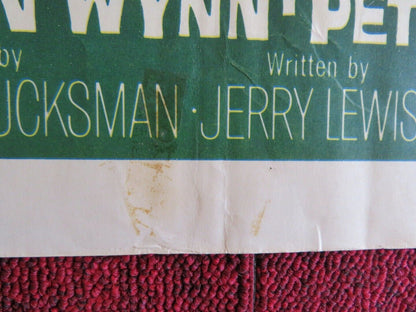 N WYNN · PET
by Written by
UCKSMAN · JERRY LEWIS